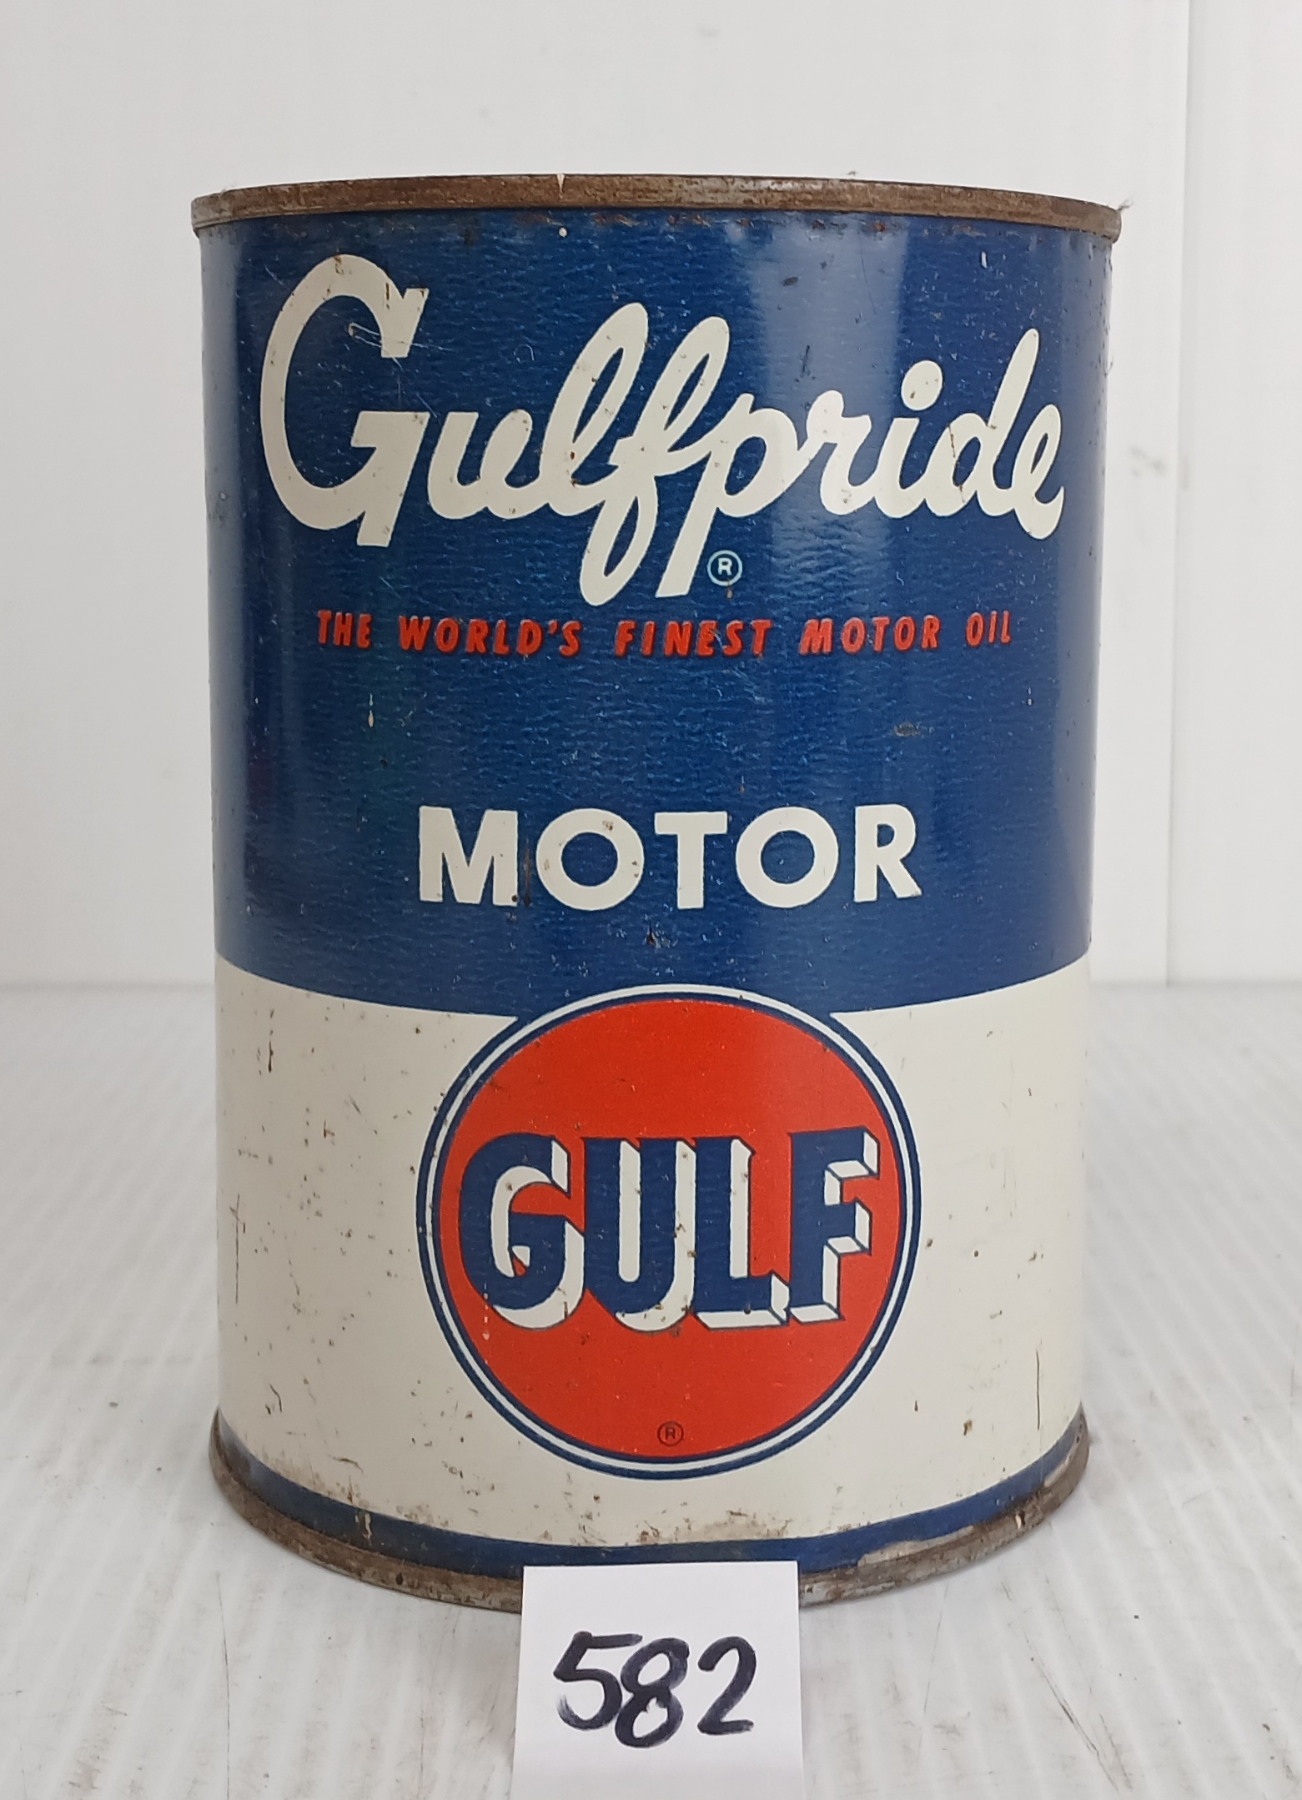 Gulfpride
®
THE WORLD'S FINEST MOTOR OIL
MOTOR
GULF
®
582